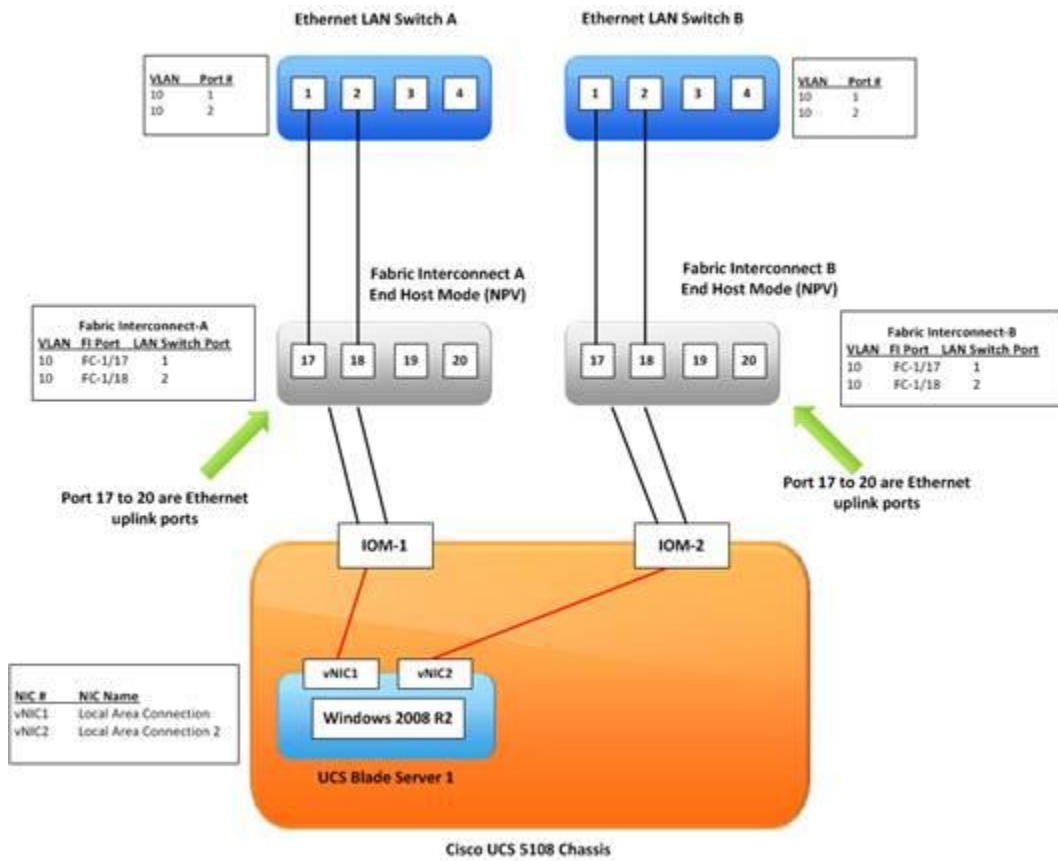 Ethernet LAN Switch A
Ethernet LAN Switch B
VLAN Port #
10 1
10 2
1 2 3 4
1 2 3 4
VLAN Port #
10 1
10 2
Fabric Interconnect A
End Host Mode (NPV)
Fabric Interconnect B
End Host Mode (NPV)
Fabric Interconnect-A
VLAN FI Port LAN Switch Port
10 FC-1/17 1
10 FC-1/18 2
17 18 19 20
17 18 19 20
Fabric Interconnect-B
VLAN FI Port LAN Switch Port
10 FC-1/17 1
10 FC-1/18 2
Port 17 to 20 are Ethernet
uplink ports
Port 17 to 20 are Ethernet
uplink ports
IOM-1
IOM-2
vNIC1
vNIC2
NIC # NIC Name
vNIC1 Local Area Connection
vNIC2 Local Area Connection 2
Windows 2008 R2
UCS Blade Server 1
Cisco UCS 5108 Chassis